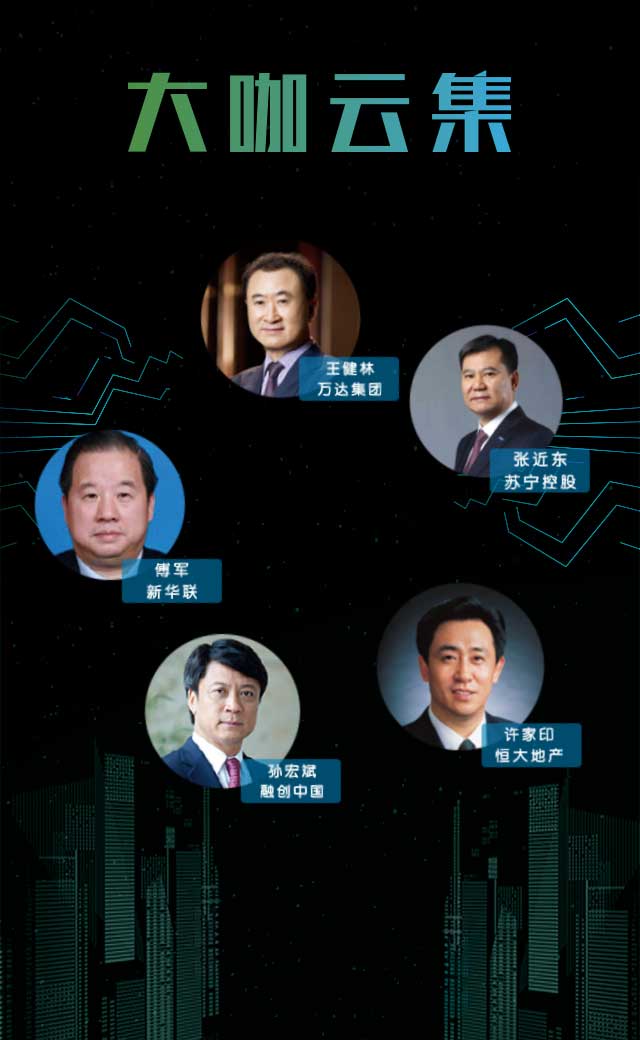 大咖云集
王健林
万达集团
张近东
苏宁控股
傅军
新华联
许家印
恒大地产
孙宏斌
融创中国